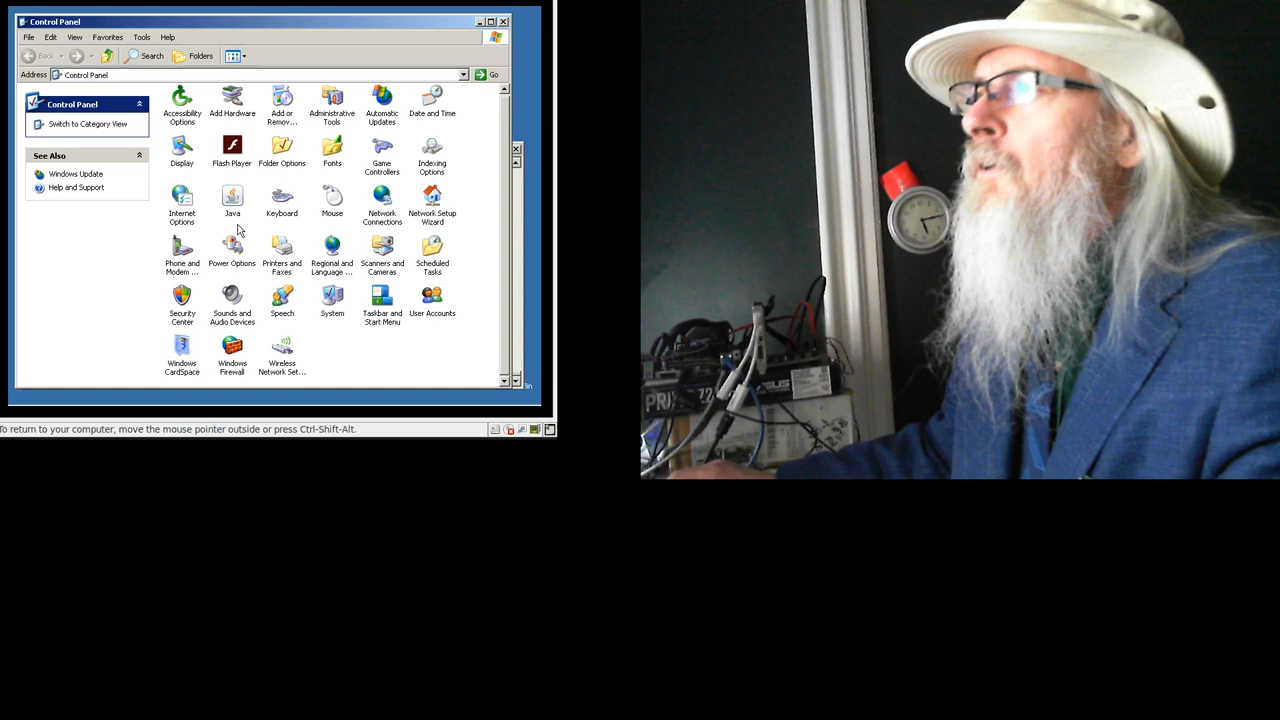 Control Panel
File Edit View Favorites Tools Help
Back Search Folders
Address Control Panel Go
Control Panel
Switch to Category View
See Also
Windows Update
Help and Support
Accessibility Options
Add Hardware
Add or Remov...
Administrative Tools
Automatic Updates
Date and Time
Display
Flash Player
Folder Options
Fonts
Game Controllers
Indexing Options
Internet Options
Java
Keyboard
Mouse
Network Connections
Network Setup Wizard
Phone and Modem ...
Power Options
Printers and Faxes
Regional and Language ...
Scanners and Cameras
Scheduled Tasks
Security Center
Sounds and Audio Devices
Speech
System
Taskbar and Start Menu
User Accounts
Windows CardSpace
Windows Firewall
Wireless Network Set...
To return to your computer, move the mouse pointer outside or press Ctrl-Shift-Alt.
ASUS